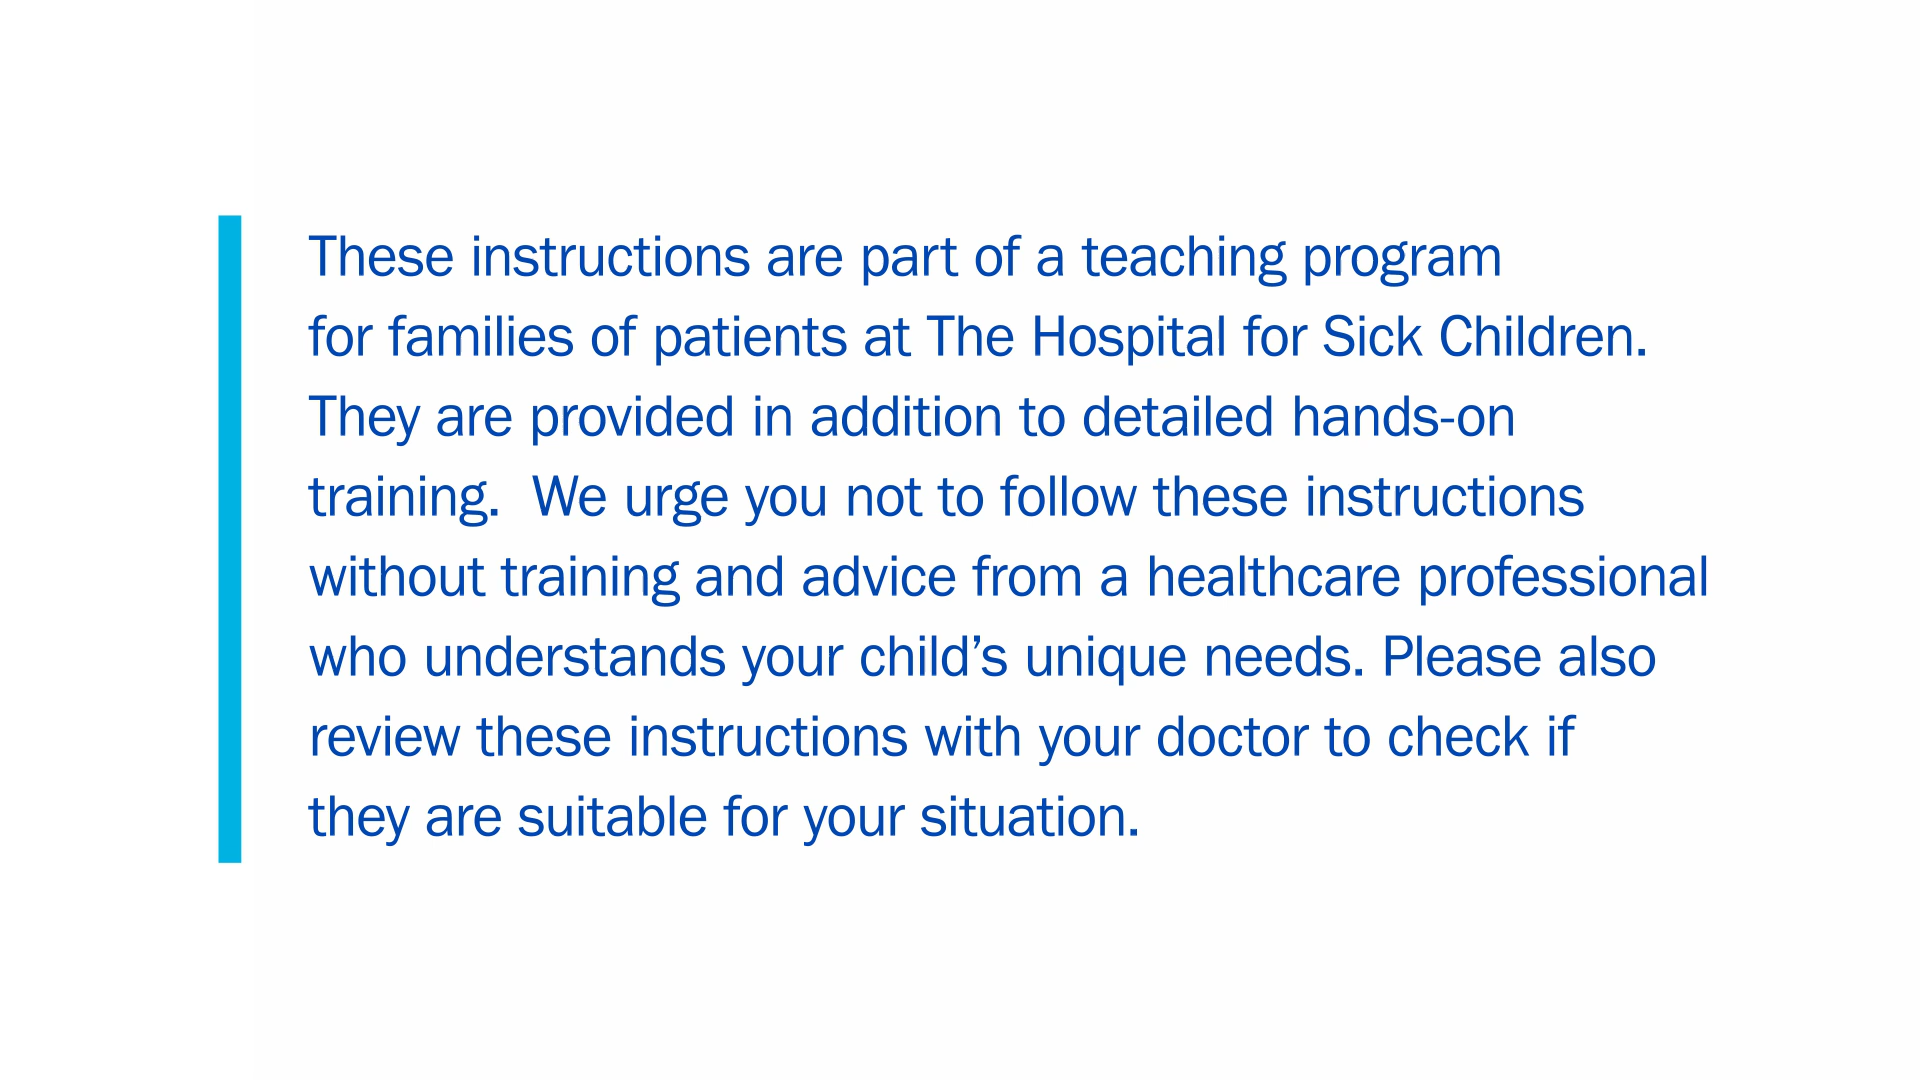 These instructions are part of a teaching program
for families of patients at The Hospital for Sick Children.
They are provided in addition to detailed hands-on
training.  We urge you not to follow these instructions
without training and advice from a healthcare professional
who understands your child’s unique needs. Please also
review these instructions with your doctor to check if
they are suitable for your situation.